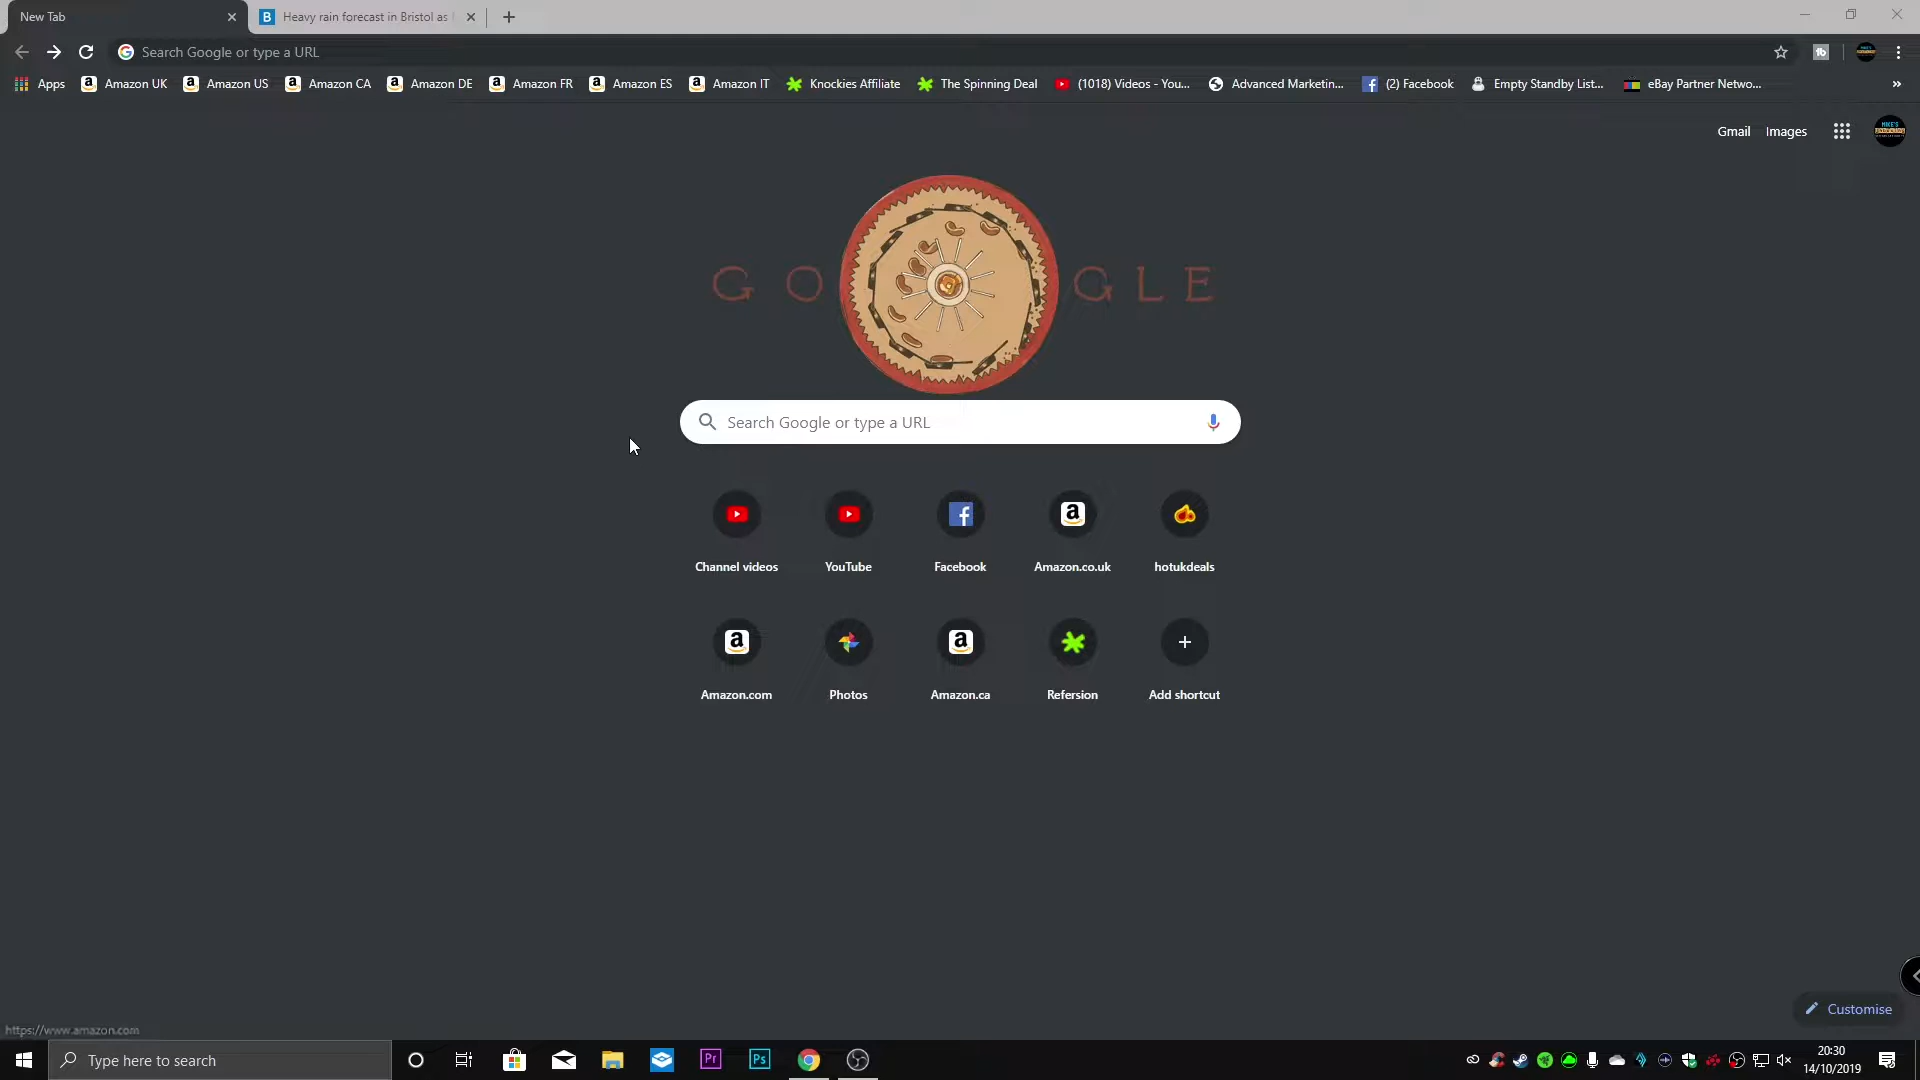 New Tab
B Heavy rain forecast in Bristol as
Search Google or type a URL
tb
Apps Amazon UK Amazon US Amazon CA Amazon DE Amazon FR Amazon ES Amazon IT Knockies Affiliate The Spinning Deal (1018) Videos - You... Advanced Marketin... (2) Facebook Empty Standby List... eBay Partner Netwo... »
Gmail Images
MIKE'S
G O G L E
Search Google or type a URL
Channel videos YouTube Facebook Amazon.co.uk hotukdeals
Amazon.com Photos Amazon.ca Refersion Add shortcut
Customise
https://www.amazon.com
Type here to search
Pr Ps
20:30
14/10/2019